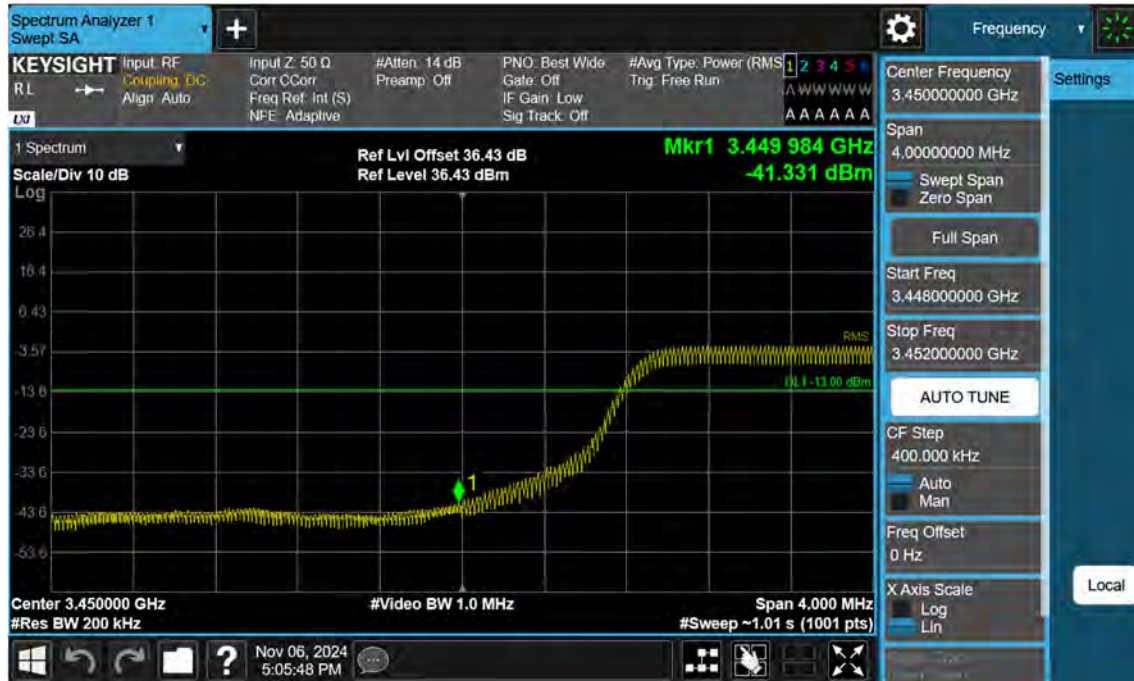 Spectrum Analyzer 1
Swept SA
Frequency
KEYSIGHT
RL
LXI
Input: RF
Coupling: DC
Align: Auto
Input Z: 50 Ω
Corr CCorr
Freq Ref: Int (S)
NFE: Adaptive
#Atten: 14 dB
Preamp: Off
PNO: Best Wide
Gate: Off
IF Gain: Low
Sig Track: Off
#Avg Type: Power (RMS
Trig: Free Run
1 2 3 4 5 6
A W W W W W
A A A A A A
1 Spectrum
Scale/Div 10 dB
Log
Ref Lvl Offset 36.43 dB
Ref Level 36.43 dBm
Mkr1 3.449 984 GHz
-41.331 dBm
26.4
16.4
6.43
-3.57
-13.6
-23.6
-33.6
-43.6
-53.6
RMS
DL1 -13.00 dBm
1
Center 3.450000 GHz
#Res BW 200 kHz
#Video BW 1.0 MHz
Span 4.000 MHz
#Sweep ~1.01 s (1001 pts)
Center Frequency
3.450000000 GHz
Settings
Span
4.00000000 MHz
Swept Span
Zero Span
Full Span
Start Freq
3.448000000 GHz
Stop Freq
3.452000000 GHz
AUTO TUNE
CF Step
400.000 kHz
Auto
Man
Freq Offset
0 Hz
X Axis Scale
Log
Lin
Local
?
Nov 06, 2024
5:05:48 PM